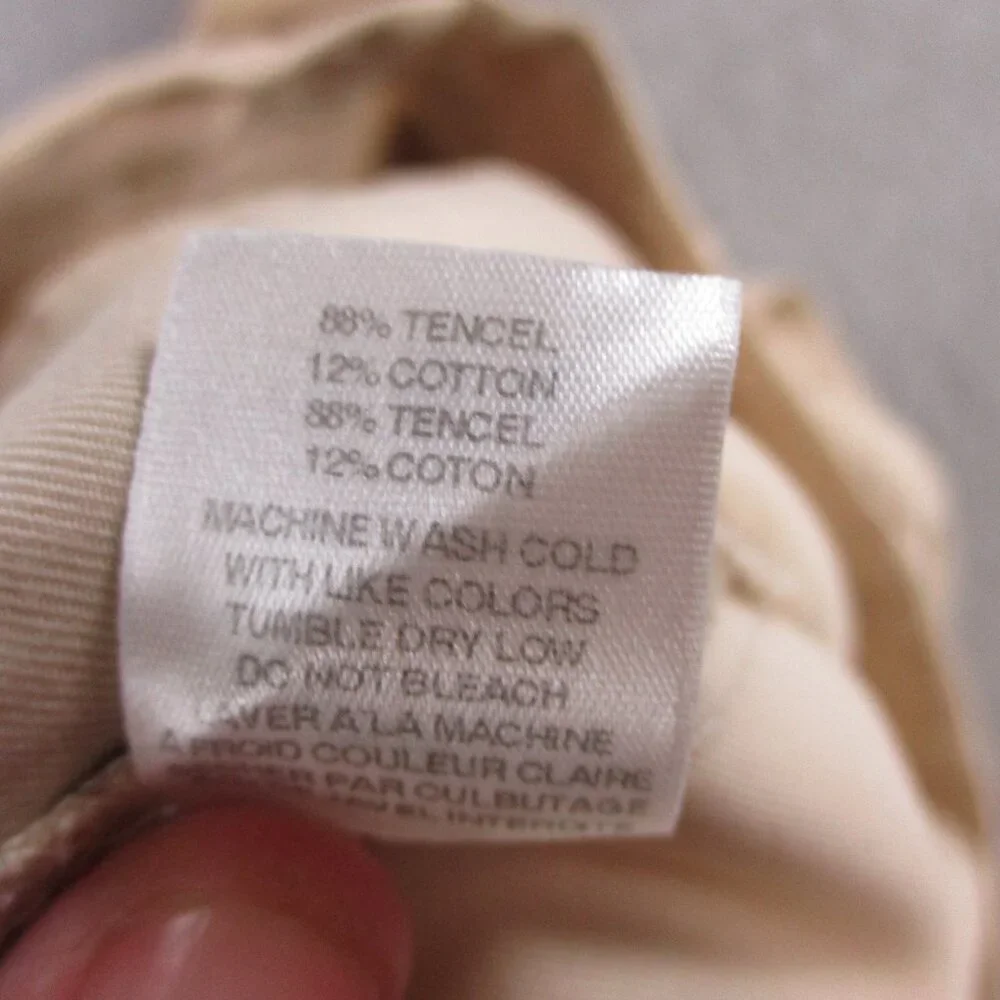 88% TENCEL
12% COTTON
88% TENCEL
12% COTON
MACHINE WASH COLD
WITH LIKE COLORS
TUMBLE DRY LOW
DO NOT BLEACH
LAVER A LA MACHINE
A FROID COULEUR CLAIRE
PAR CULBUTAGE